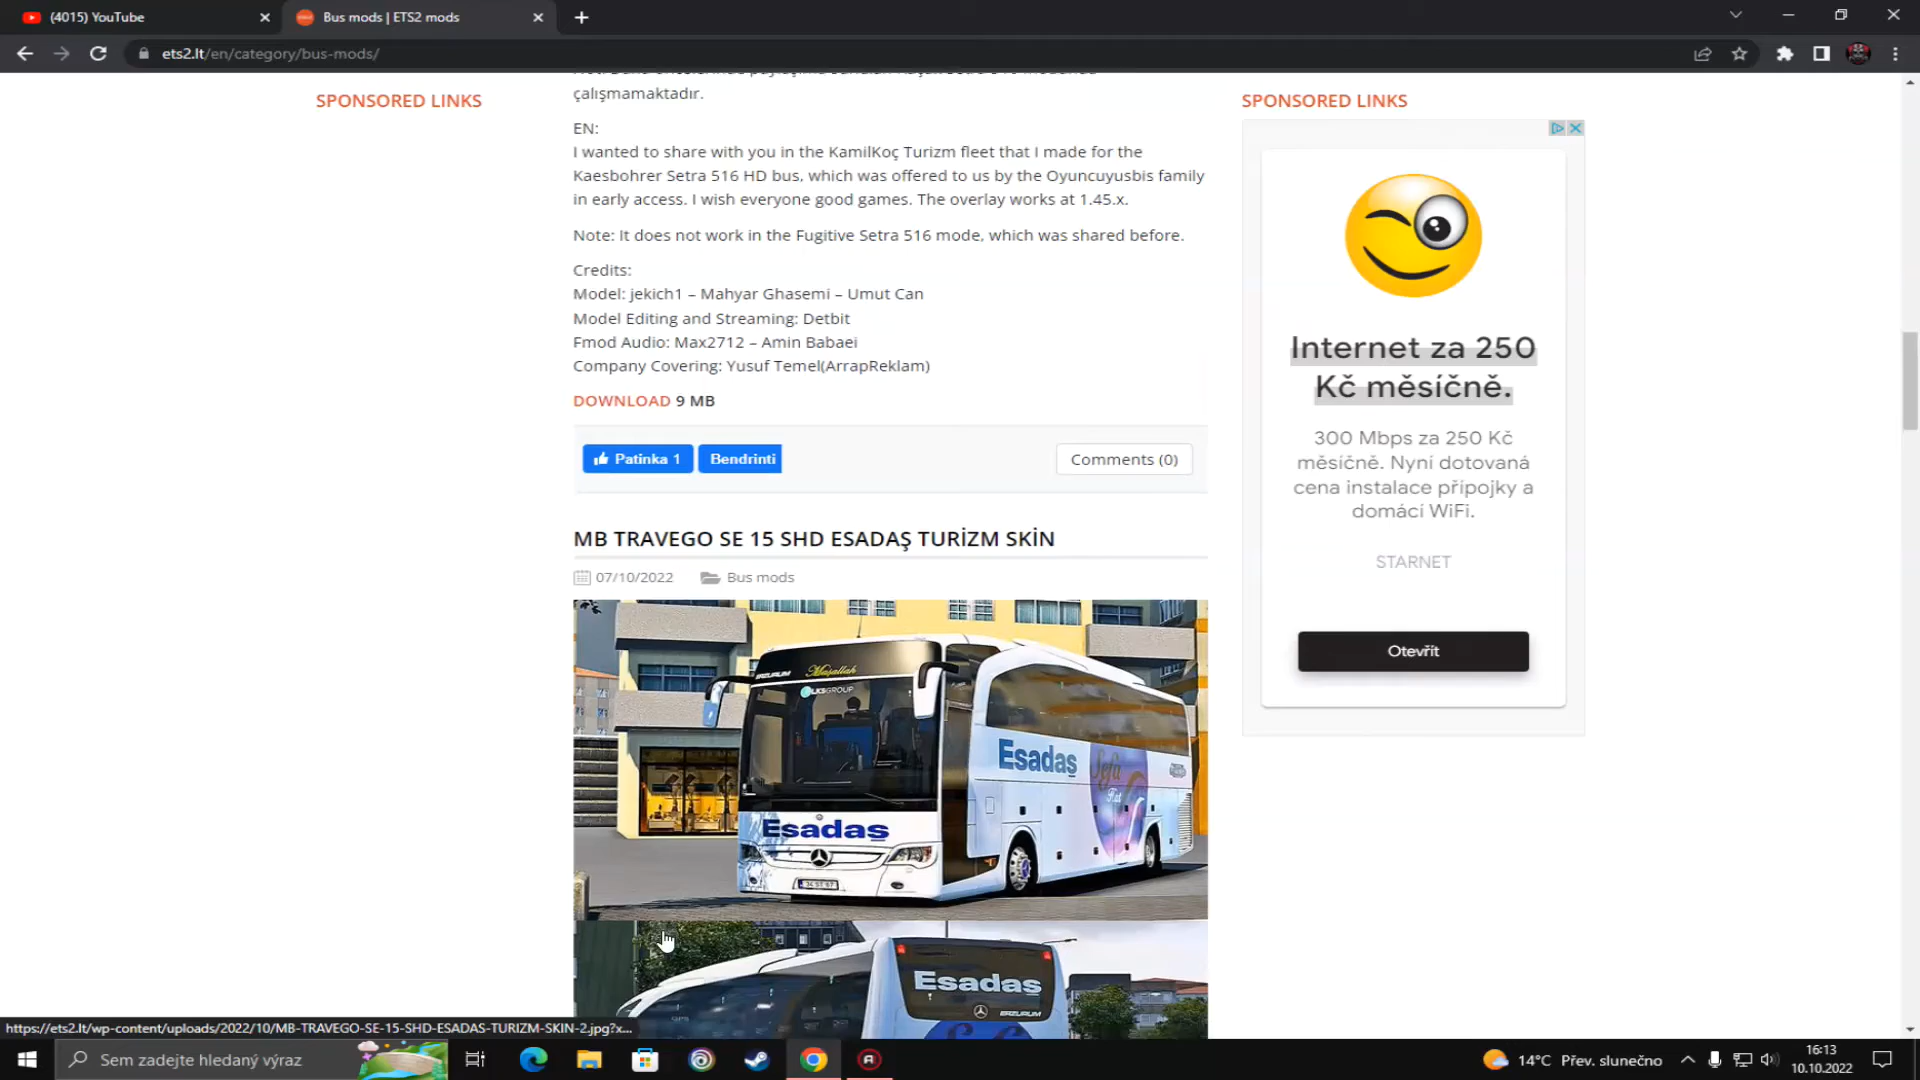 (4015) YouTube
Bus mods | ETS2 mods
ets2.lt/en/category/bus-mods/
SPONSORED LINKS
çalışmamaktadır.
EN:
I wanted to share with you in the KamilKoç Turizm fleet that I made for the
Kaesbohrer Setra 516 HD bus, which was offered to us by the Oyuncuyusbis family
in early access. I wish everyone good games. The overlay works at 1.45.x.
Note: It does not work in the Fugitive Setra 516 mode, which was shared before.
Credits:
Model: jekich1 – Mahyar Ghasemi – Umut Can
Model Editing and Streaming: Detbit
Fmod Audio: Max2712 – Amin Babaei
Company Covering: Yusuf Temel(ArrapReklam)
DOWNLOAD 9 MB
Patinka 1
Bendrinti
Comments (0)
MB TRAVEGO SE 15 SHD ESADAŞ TURİZM SKİN
07/10/2022
Bus mods
Maşallah
ERZURUM
Esadaş
Sefa
Esadaş
Esadaş
ERZURUM
SPONSORED LINKS
Internet za 250
Kč měsíčně.
300 Mbps za 250 Kč
měsíčně. Nyní dotovaná
cena instalace přípojky a
domácí WiFi.
STARNET
Otevřít
https://ets2.lt/wp-content/uploads/2022/10/MB-TRAVEGO-SE-15-SHD-ESADAS-TURIZM-SKIN-2.jpg?x...
Sem zadejte hledaný výraz
14°C Přev. slunečno
16:13
10.10.2022